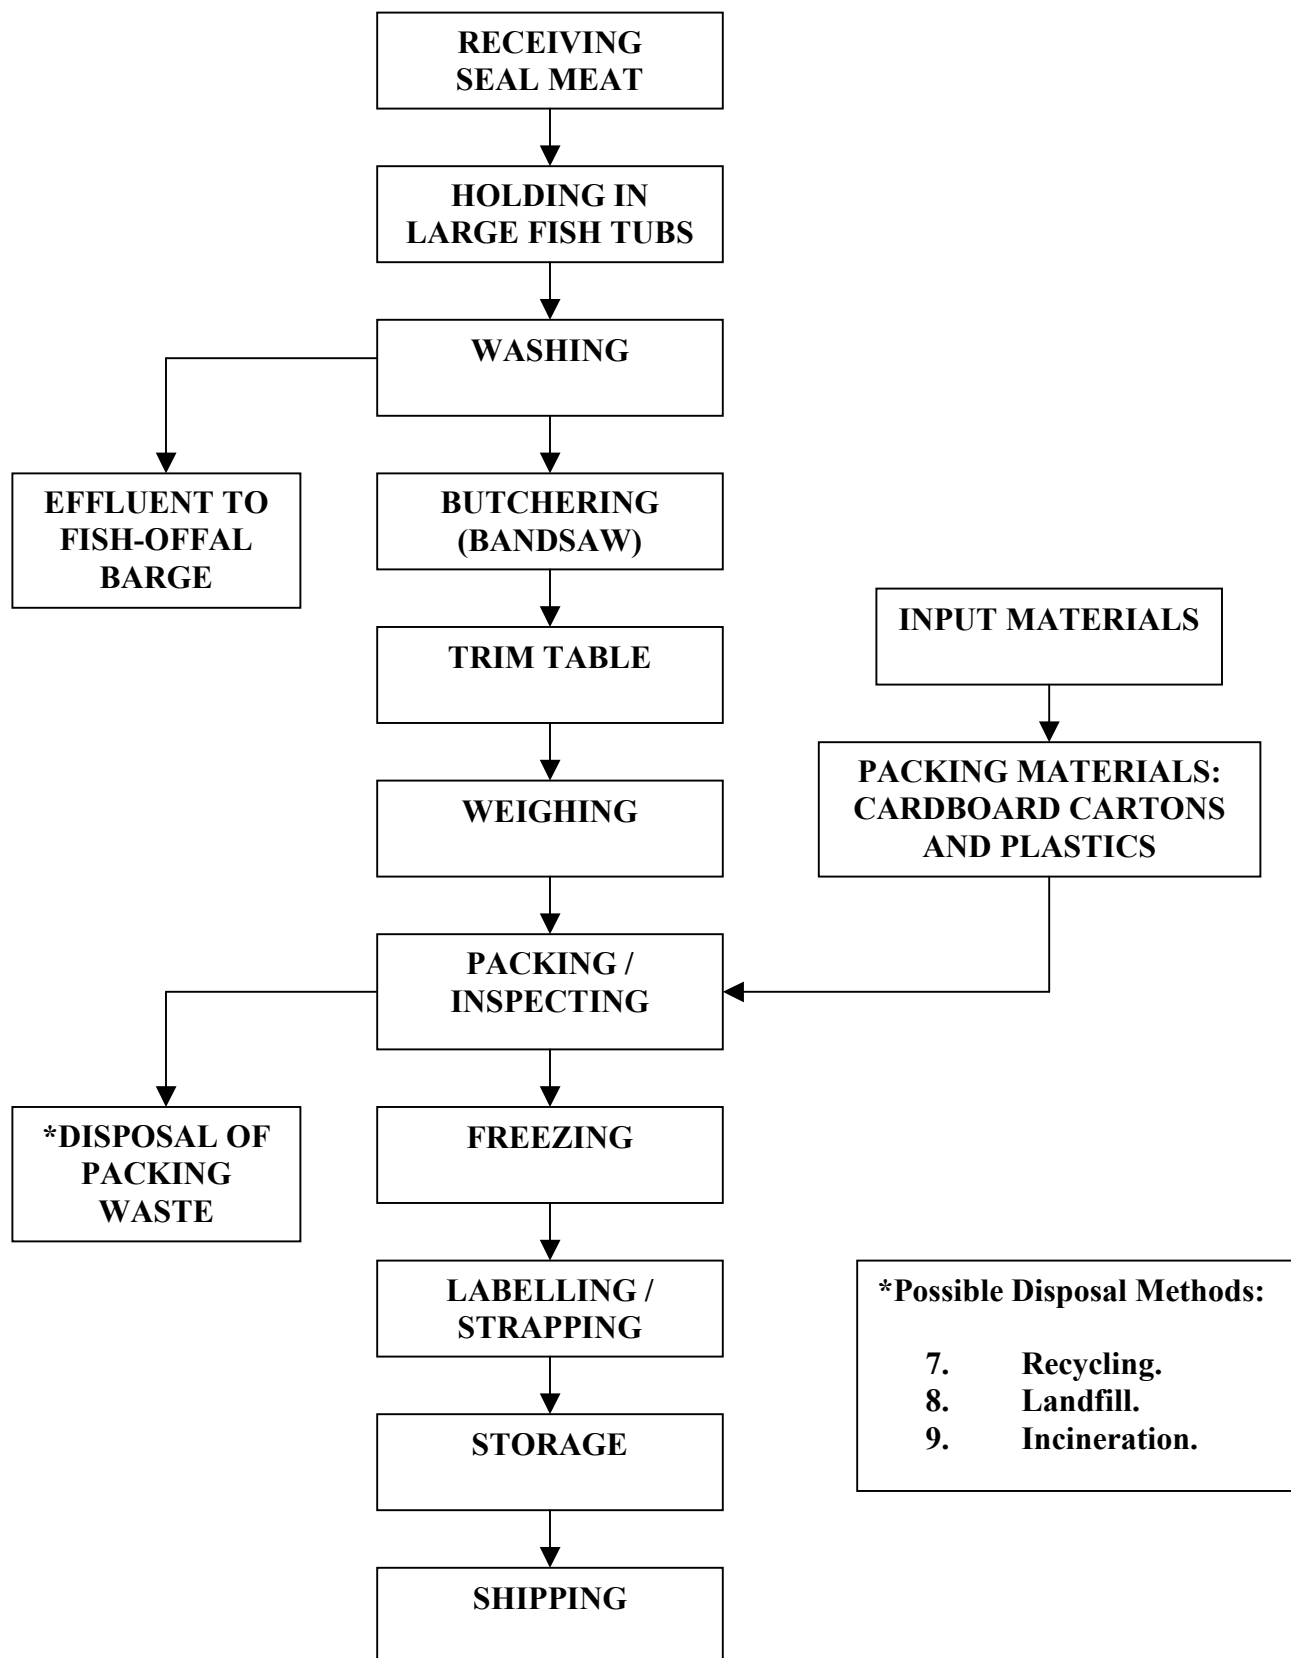 RECEIVING
SEAL MEAT
HOLDING IN
LARGE FISH TUBS
WASHING
EFFLUENT TO
FISH-OFFAL
BARGE
BUTCHERING
(BANDSAW)
TRIM TABLE
INPUT MATERIALS
WEIGHING
PACKING MATERIALS:
CARDBOARD CARTONS
AND PLASTICS
PACKING /
INSPECTING
*DISPOSAL OF
PACKING
WASTE
FREEZING
LABELLING /
STRAPPING
*Possible Disposal Methods:
7. Recycling.
8. Landfill.
9. Incineration.
STORAGE
SHIPPING